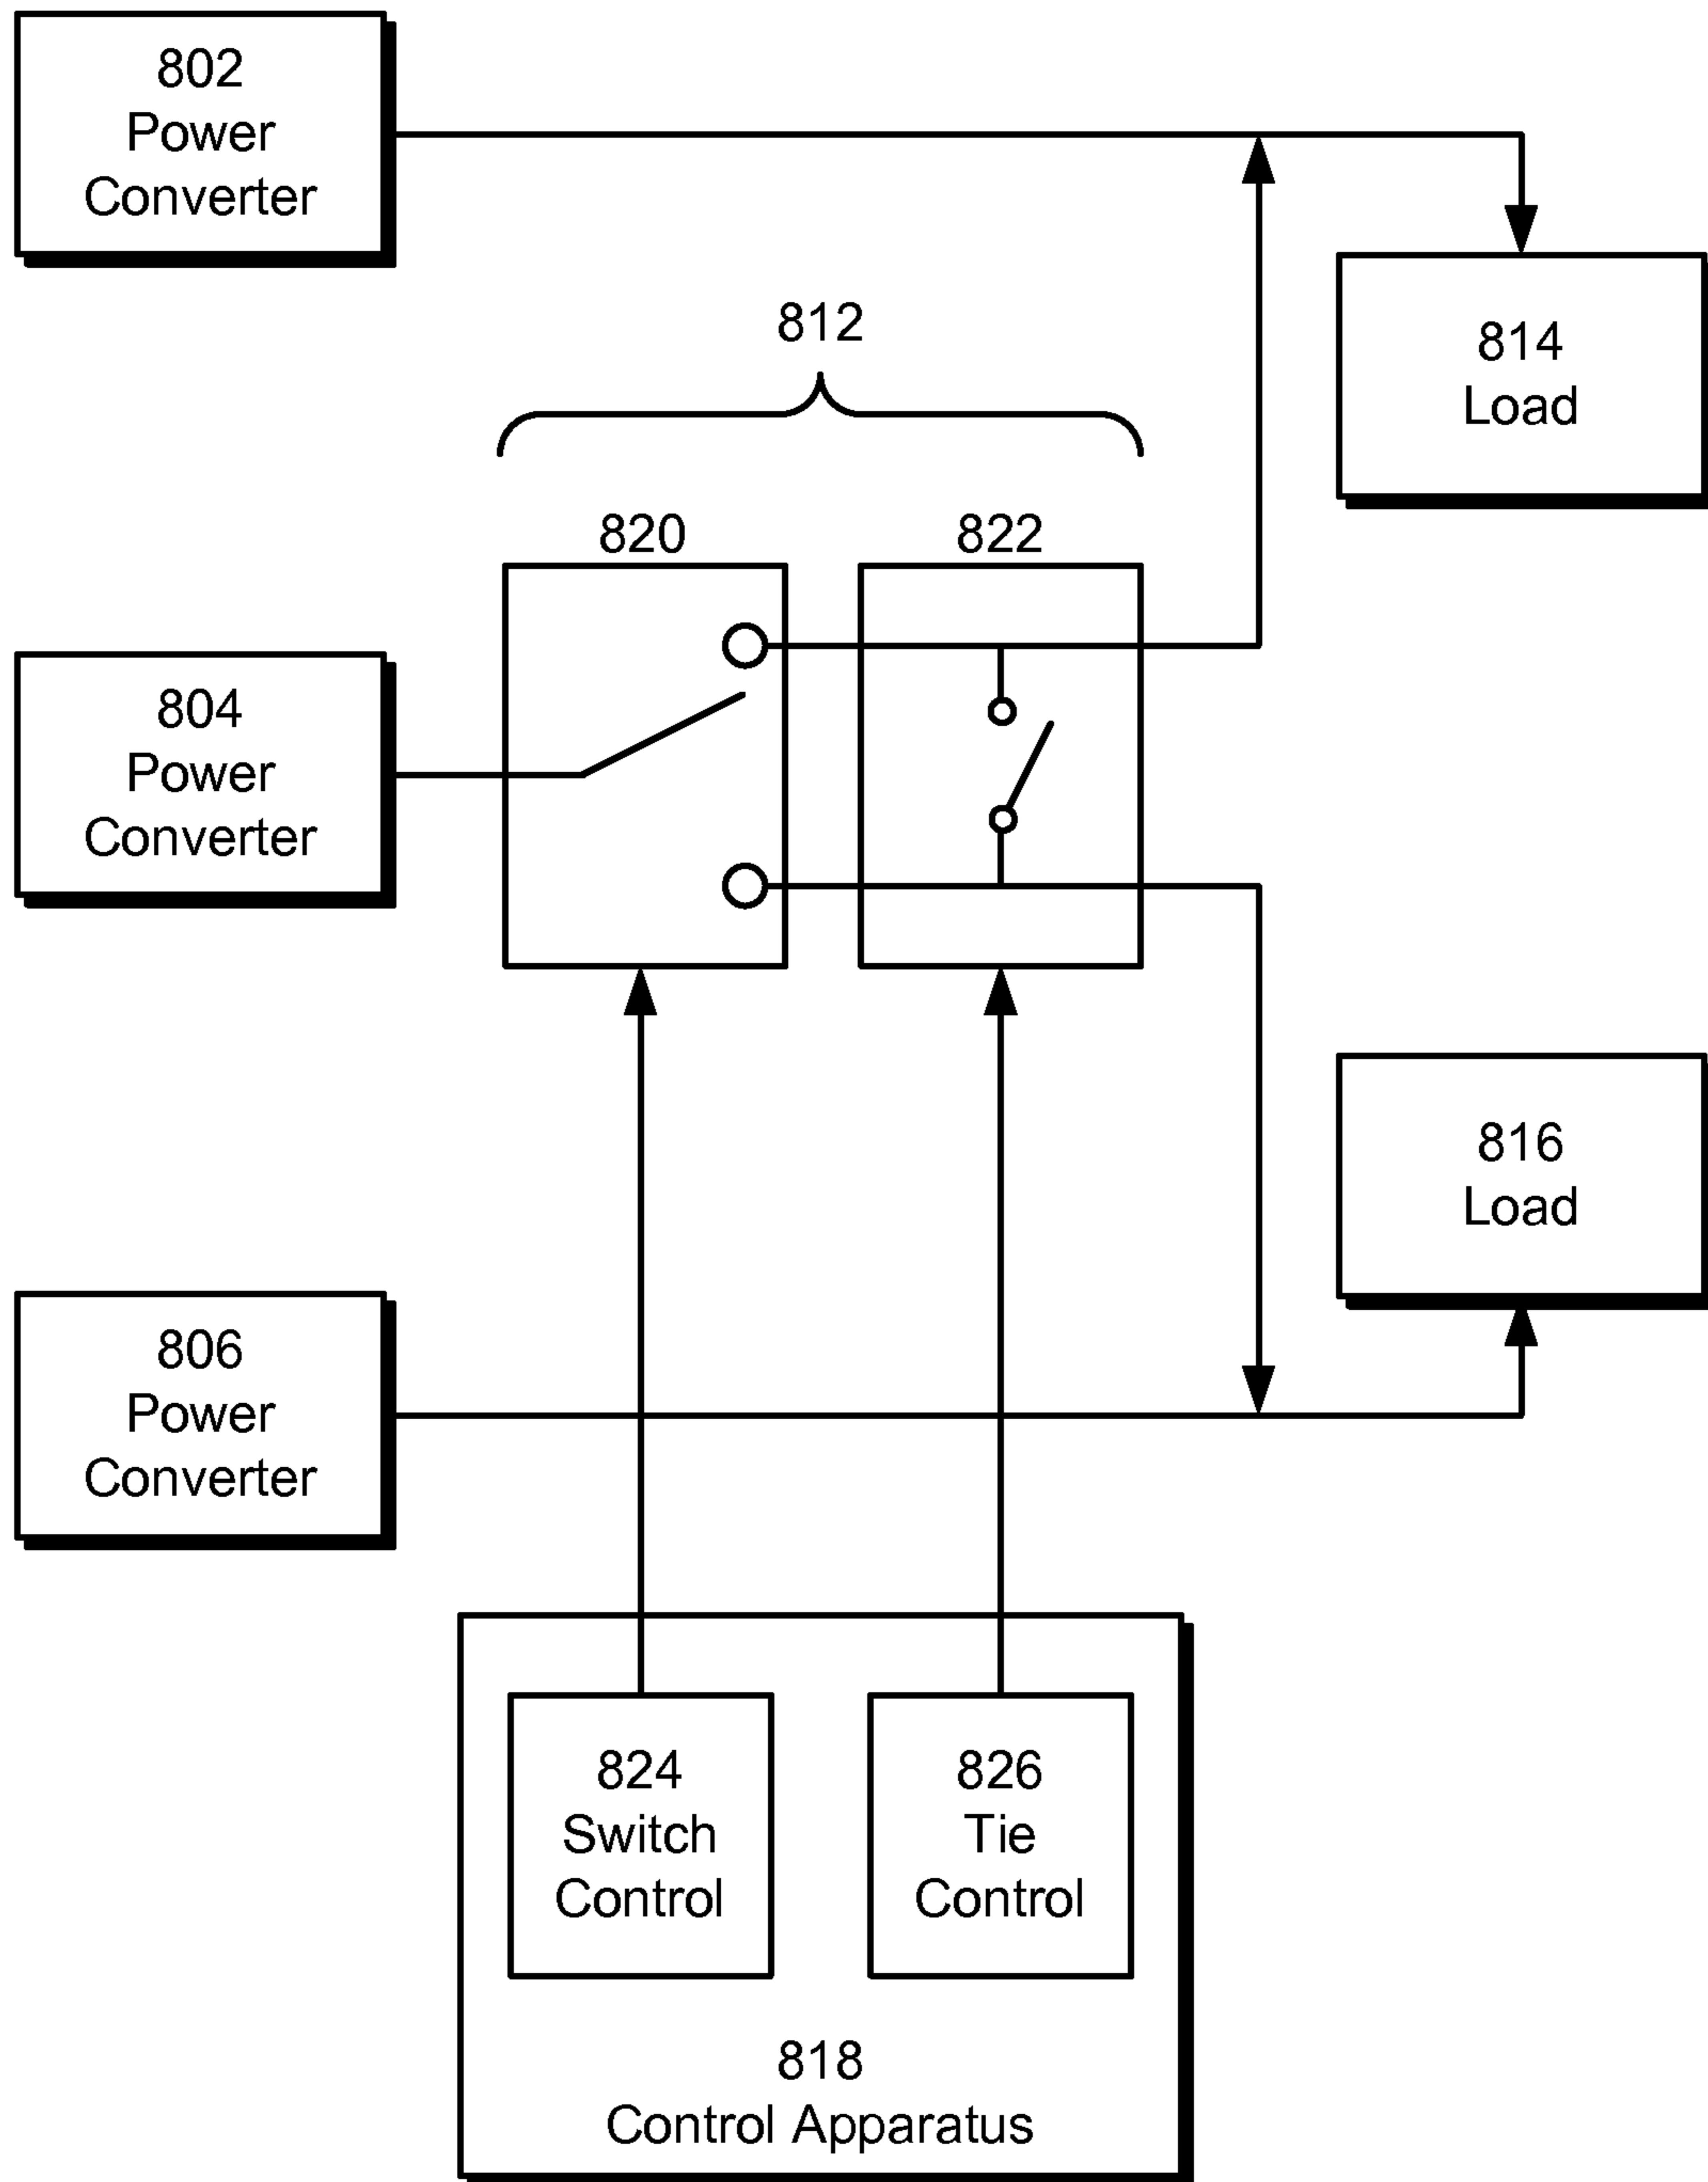 802
Power
Converter
812
814
Load
820
822
804
Power
Converter
816
Load
806
Power
Converter
824
Switch
Control
826
Tie
Control
818
Control Apparatus